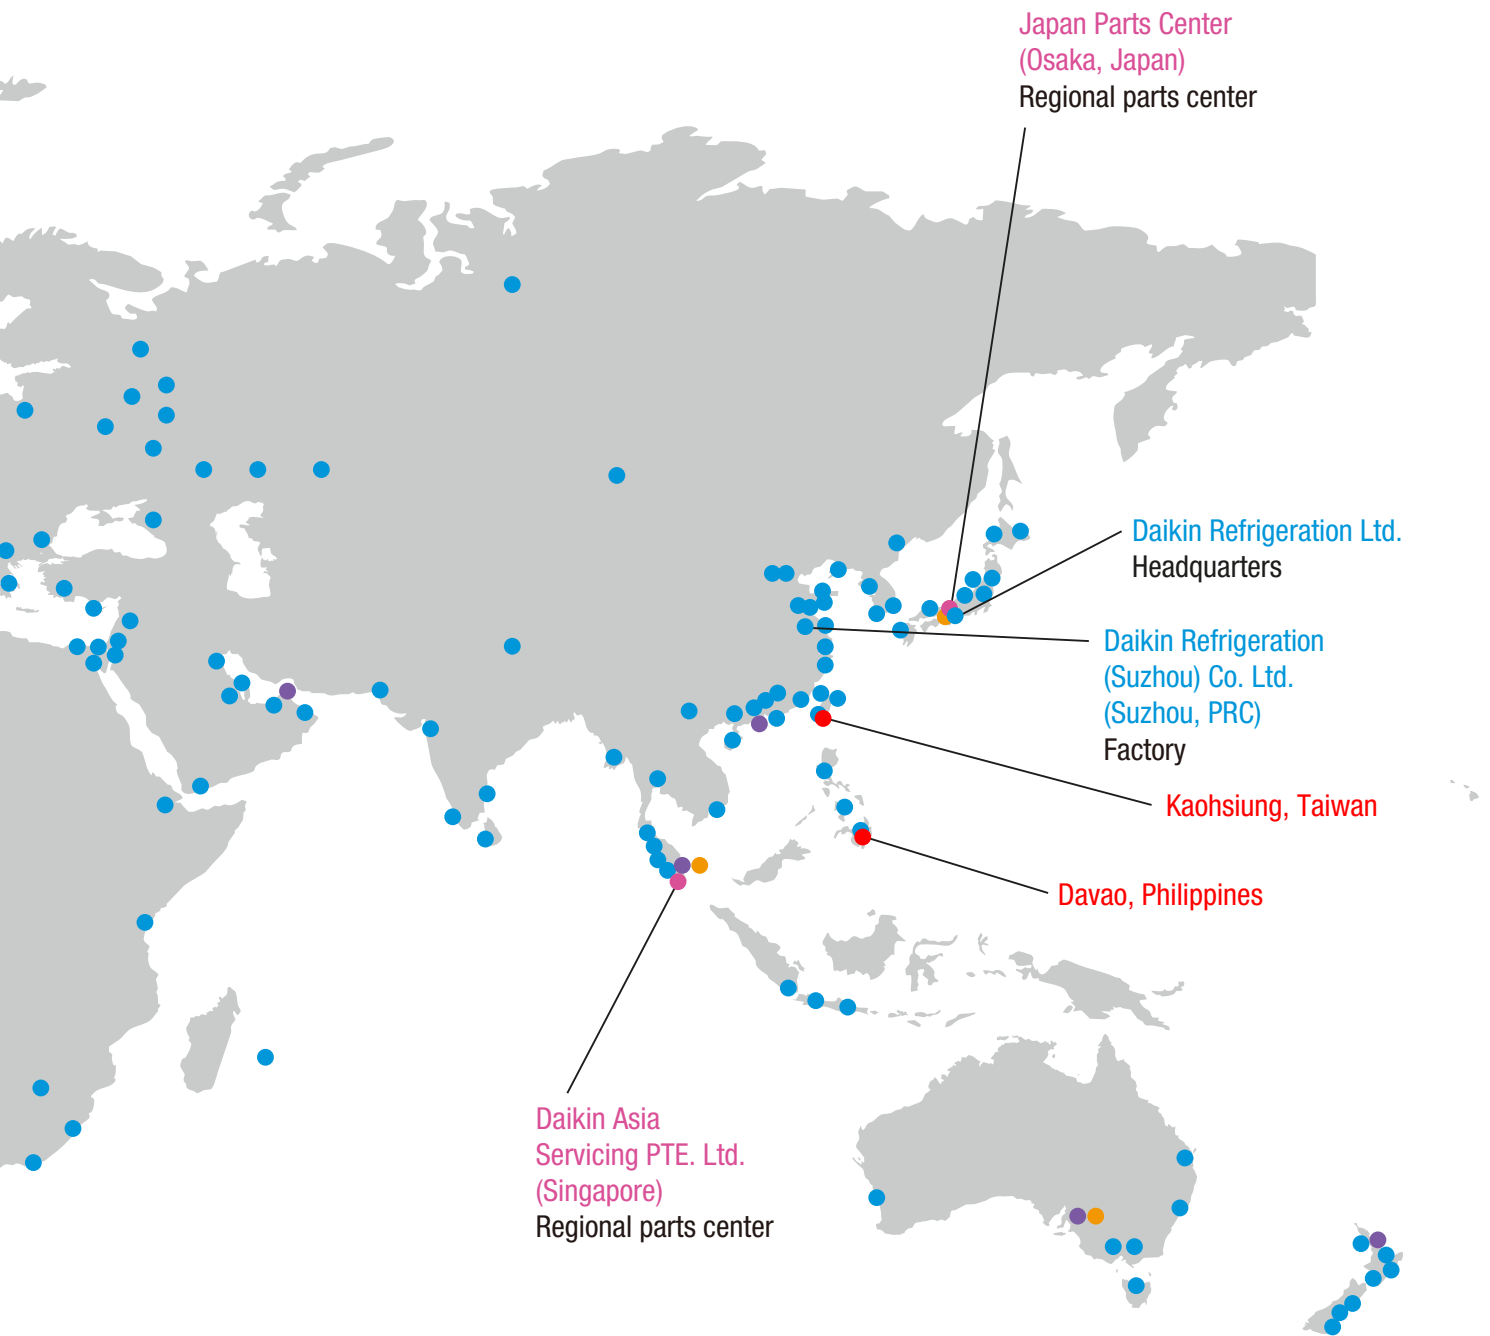 Japan Parts Center
(Osaka, Japan)
Regional parts center
Daikin Refrigeration Ltd.
Headquarters
Daikin Refrigeration
(Suzhou) Co. Ltd.
(Suzhou, PRC)
Factory
Kaohsiung, Taiwan
Davao, Philippines
Daikin Asia
Servicing PTE. Ltd.
(Singapore)
Regional parts center